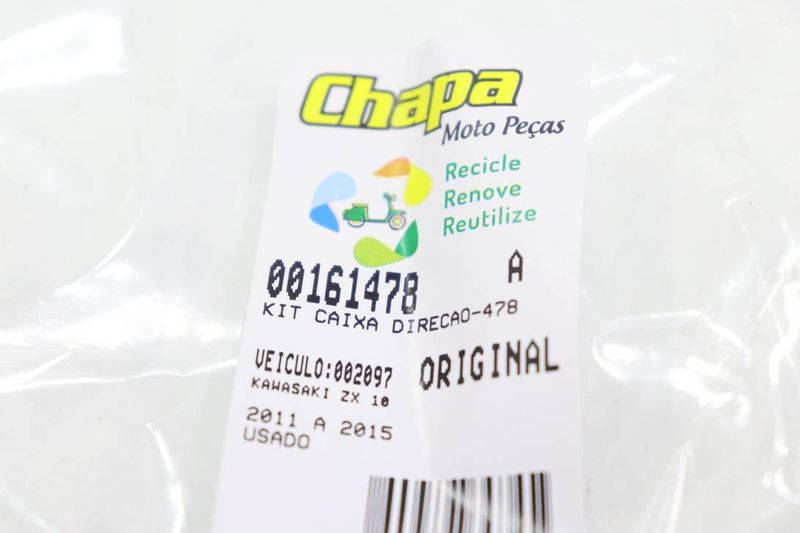 Chapa
Moto Peças
Recicle
Renove
Reutilize
00161478 A
KIT CAIXA DIRECAO-478
VEICULO:002097 ORIGINAL
KAWASAKI ZX 10
2011 A 2015
USADO